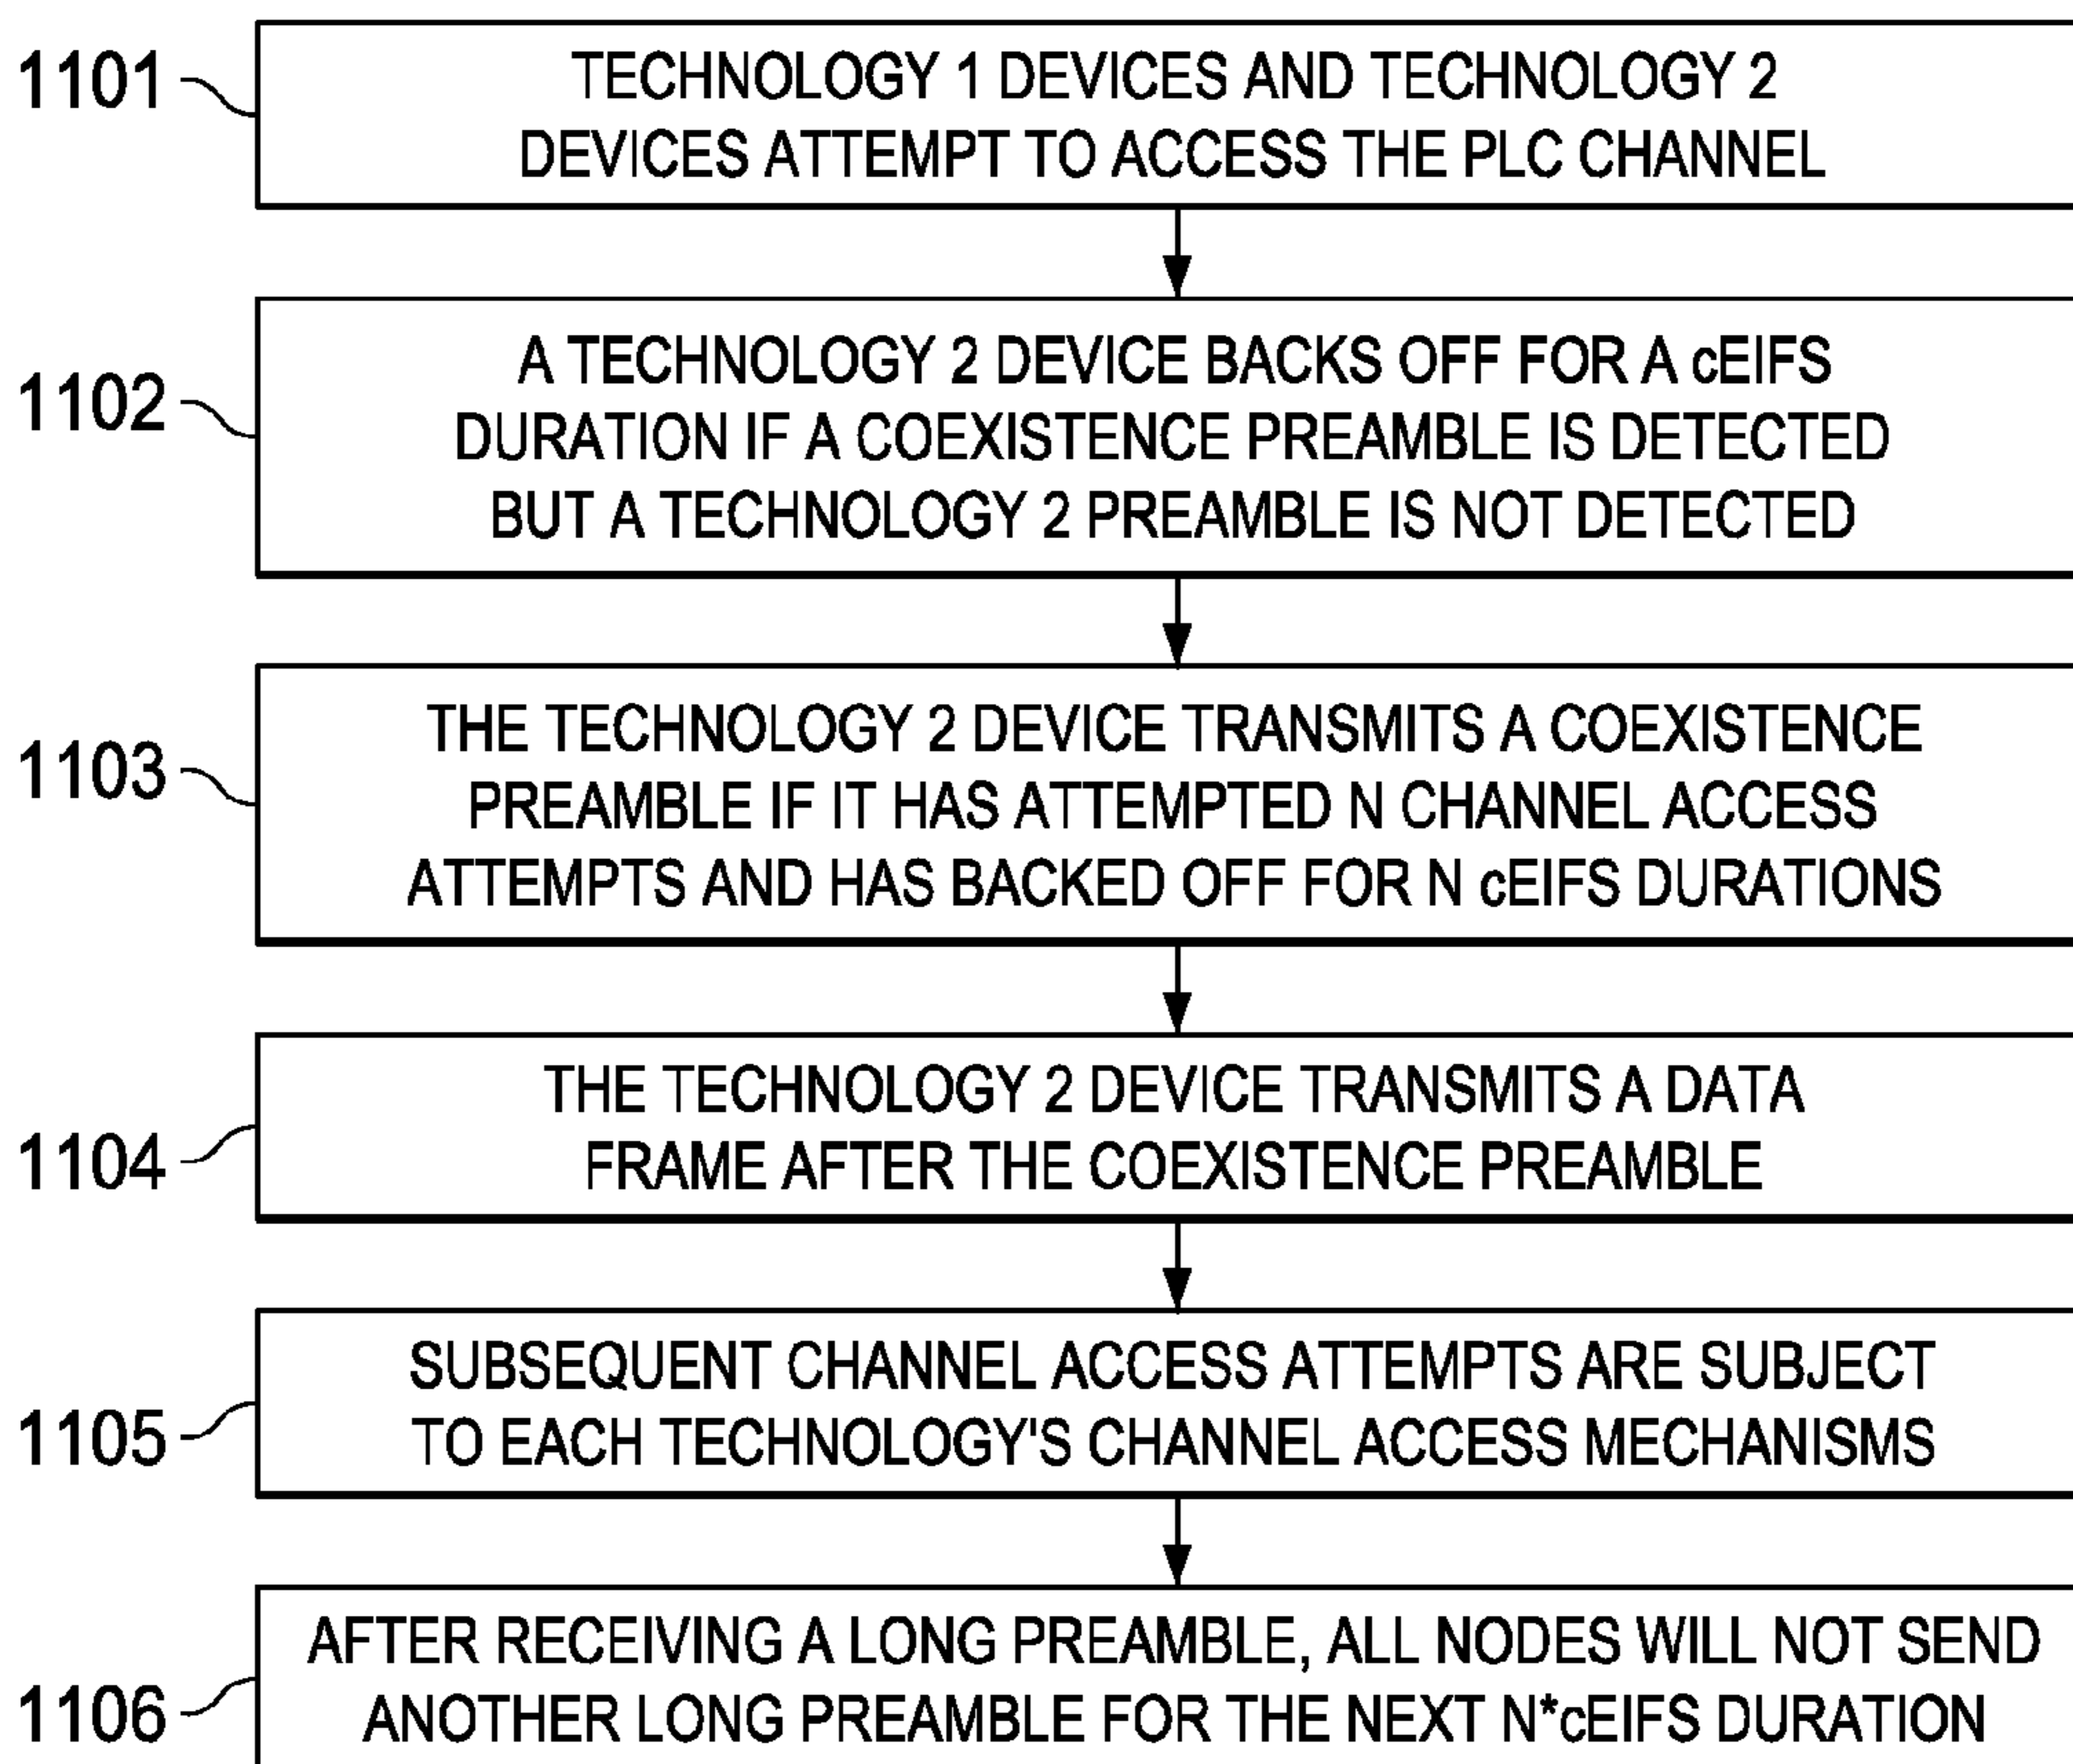 1101
TECHNOLOGY 1 DEVICES AND TECHNOLOGY 2
DEVICES ATTEMPT TO ACCESS THE PLC CHANNEL
1102
A TECHNOLOGY 2 DEVICE BACKS OFF FOR A cEIFS
DURATION IF A COEXISTENCE PREAMBLE IS DETECTED
BUT A TECHNOLOGY 2 PREAMBLE IS NOT DETECTED
1103
THE TECHNOLOGY 2 DEVICE TRANSMITS A COEXISTENCE
PREAMBLE IF IT HAS ATTEMPTED N CHANNEL ACCESS
ATTEMPTS AND HAS BACKED OFF FOR N cEIFS DURATIONS
1104
THE TECHNOLOGY 2 DEVICE TRANSMITS A DATA
FRAME AFTER THE COEXISTENCE PREAMBLE
1105
SUBSEQUENT CHANNEL ACCESS ATTEMPTS ARE SUBJECT
TO EACH TECHNOLOGY'S CHANNEL ACCESS MECHANISMS
1106
AFTER RECEIVING A LONG PREAMBLE, ALL NODES WILL NOT SEND
ANOTHER LONG PREAMBLE FOR THE NEXT N*cEIFS DURATION